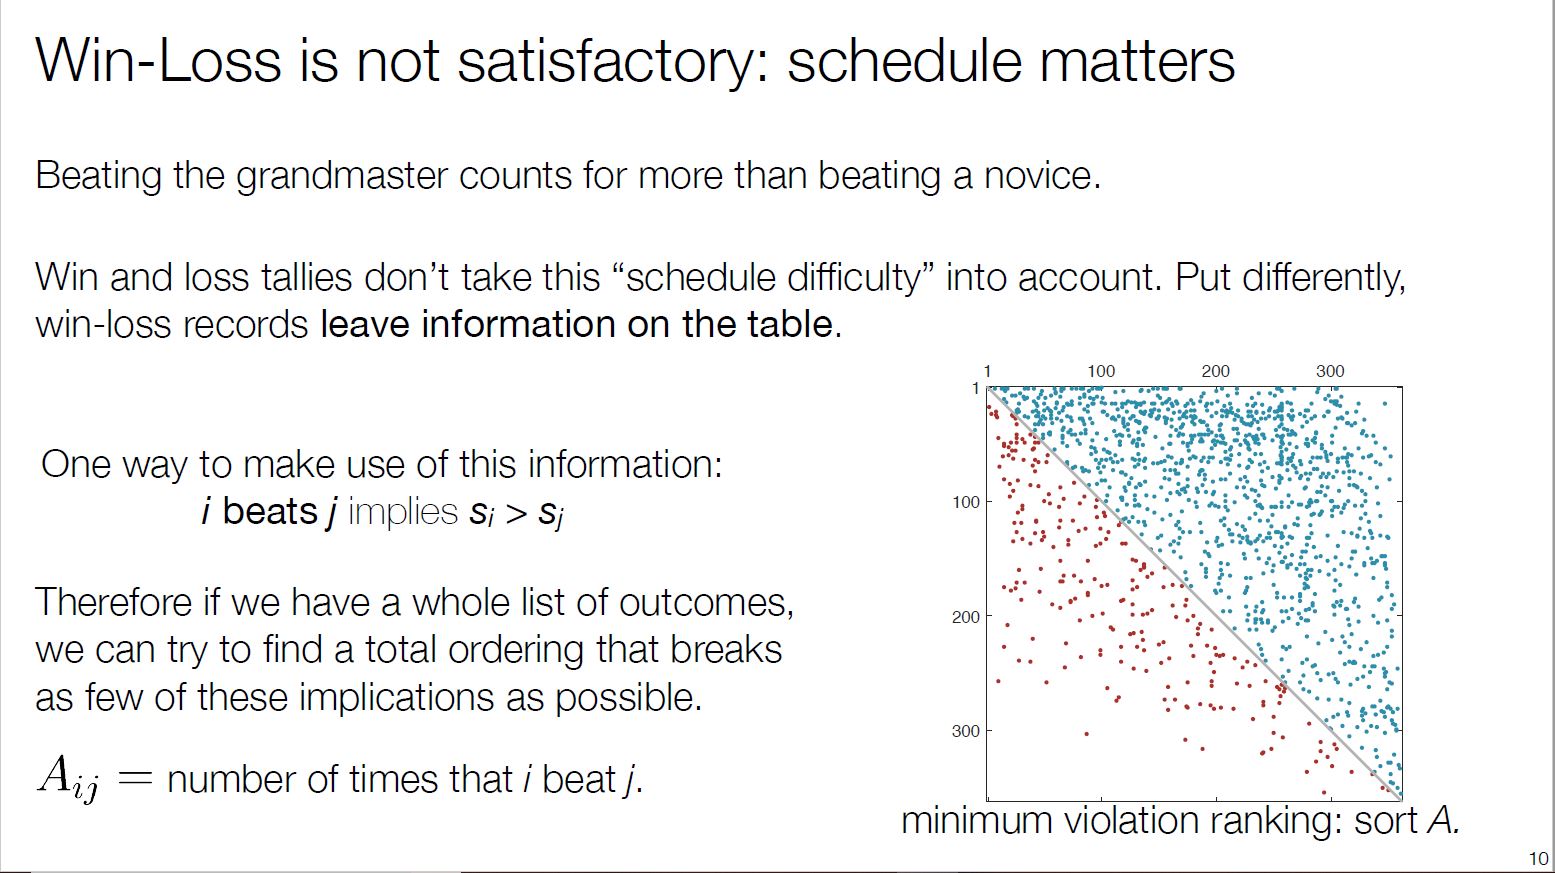 Win-Loss is not satisfactory: schedule matters
Beating the grandmaster counts for more than beating a novice.
Win and loss tallies don’t take this “schedule difficulty” into account. Put differently,
win-loss records leave information on the table.
One way to make use of this information:
i beats j implies sᵢ > sⱼ
Therefore if we have a whole list of outcomes,
we can try to find a total ordering that breaks
as few of these implications as possible.
Aᵢⱼ = number of times that i beat j.
1 100 200 300
1
100
200
300
minimum violation ranking: sort A.
10